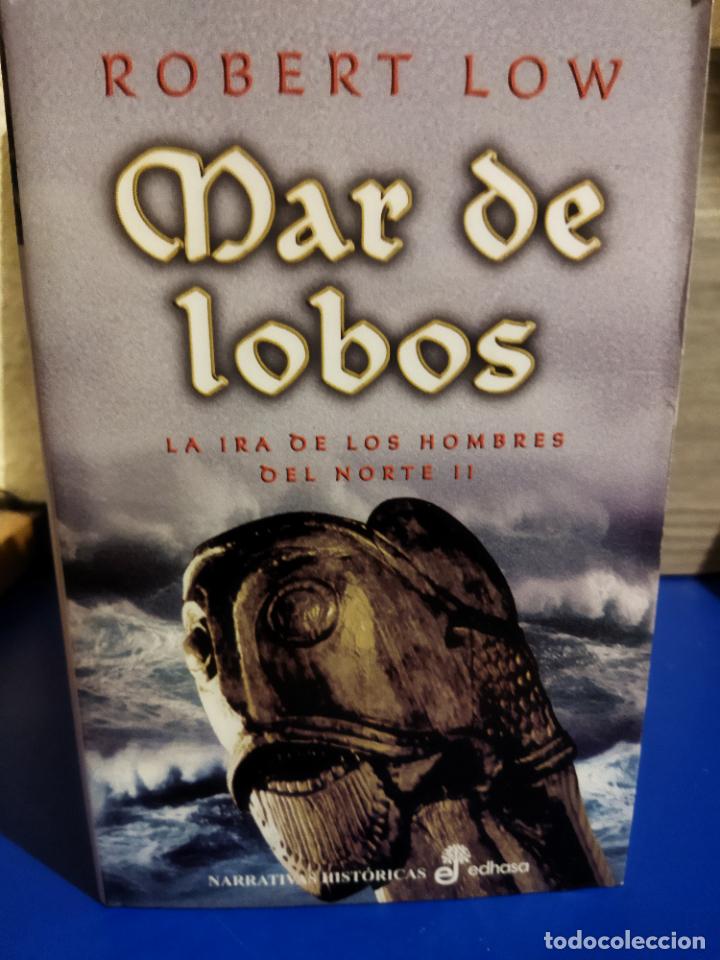 ROBERT LOW
Mar de
lobos
LA IRA DE LOS HOMBRES
DEL NORTE II
NARRATIVAS HISTÓRICAS edhasa
todocoleccion